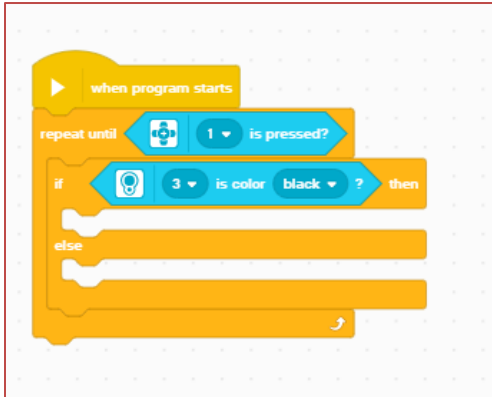 when program starts
repeat until 1 is pressed?
if 3 is color black ? then
else